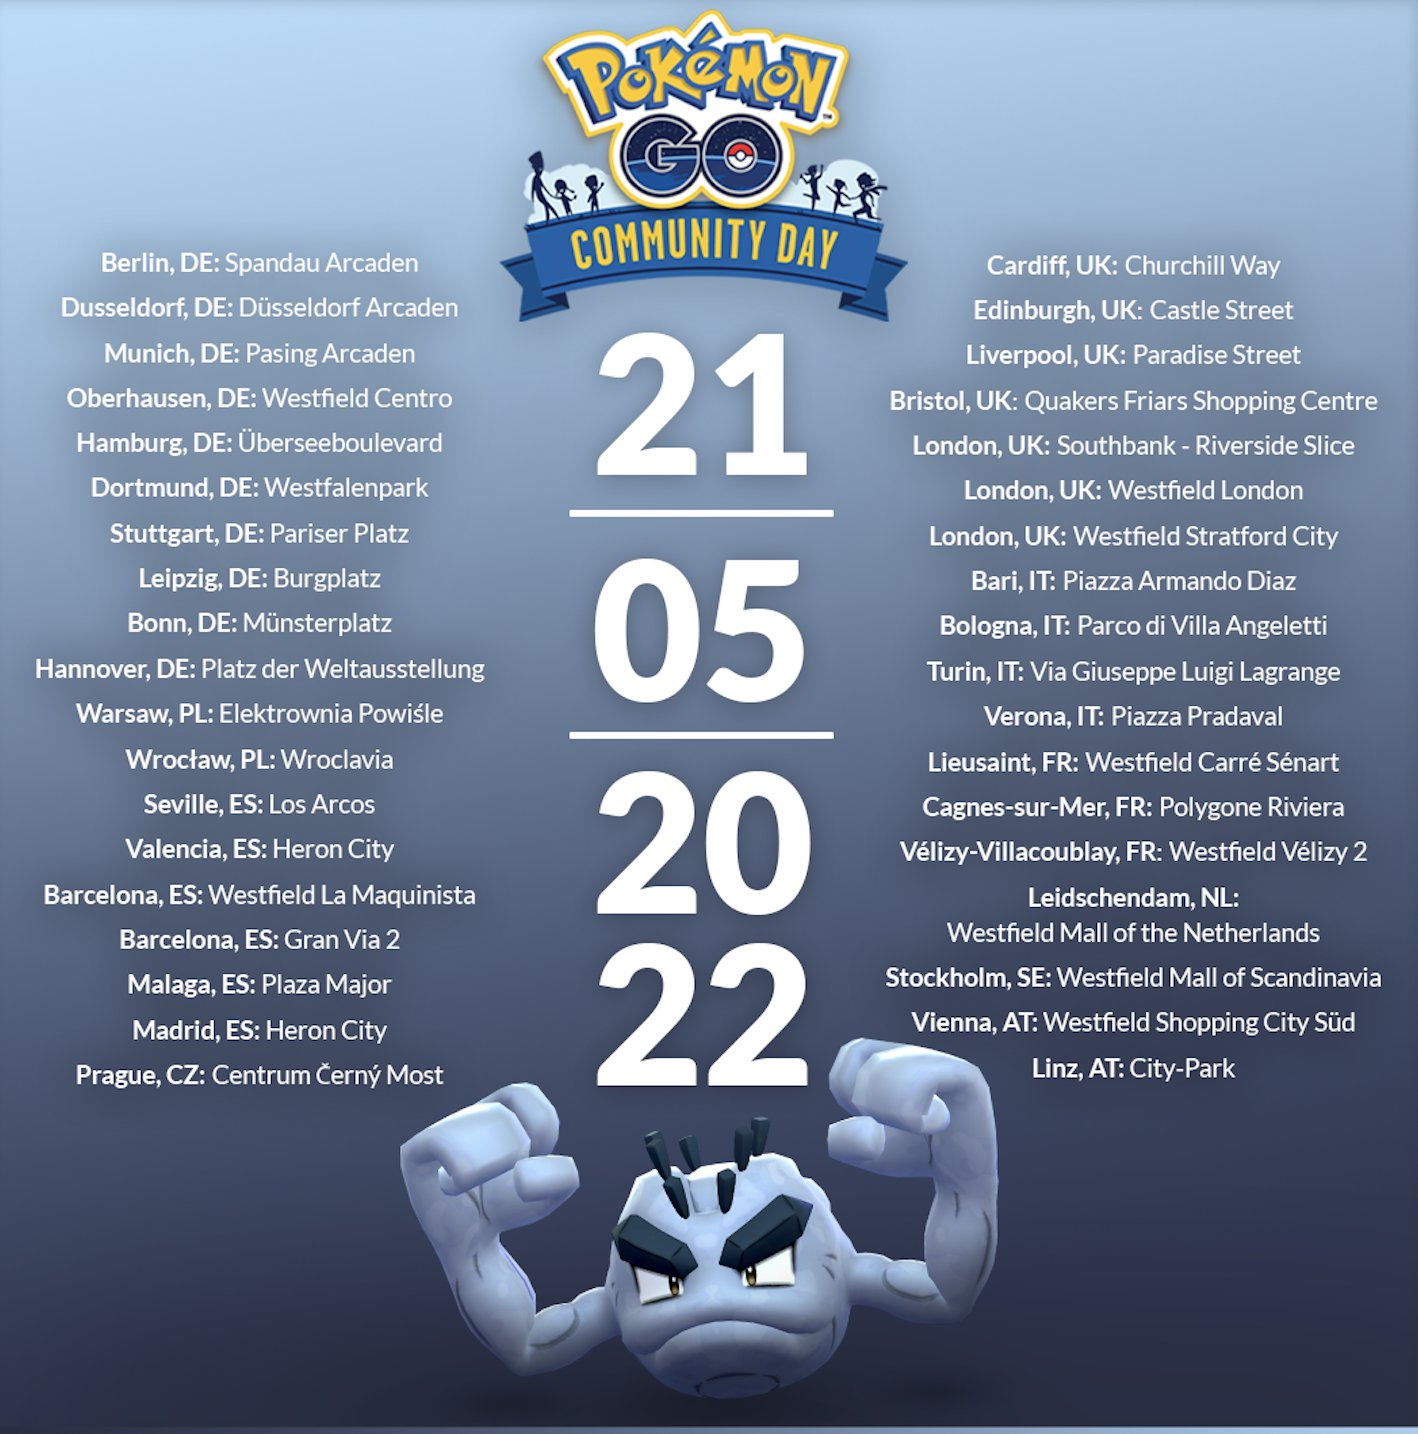 POKéMON
GO
COMMUNITY DAY
Berlin, DE: Spandau Arcaden
Dusseldorf, DE: Düsseldorf Arcaden
Munich, DE: Pasing Arcaden
Oberhausen, DE: Westfield Centro
Hamburg, DE: Überseeboulevard
Dortmund, DE: Westfalenpark
Stuttgart, DE: Pariser Platz
Leipzig, DE: Burgplatz
Bonn, DE: Münsterplatz
Hannover, DE: Platz der Weltausstellung
Warsaw, PL: Elektrownia Powiśle
Wrocław, PL: Wroclavia
Seville, ES: Los Arcos
Valencia, ES: Heron City
Barcelona, ES: Westfield La Maquinista
Barcelona, ES: Gran Via 2
Malaga, ES: Plaza Major
Madrid, ES: Heron City
Prague, CZ: Centrum Černý Most
21
05
20
22
Cardiff, UK: Churchill Way
Edinburgh, UK: Castle Street
Liverpool, UK: Paradise Street
Bristol, UK: Quakers Friars Shopping Centre
London, UK: Southbank - Riverside Slice
London, UK: Westfield London
London, UK: Westfield Stratford City
Bari, IT: Piazza Armando Diaz
Bologna, IT: Parco di Villa Angeletti
Turin, IT: Via Giuseppe Luigi Lagrange
Verona, IT: Piazza Pradaval
Lieusaint, FR: Westfield Carré Sénart
Cagnes-sur-Mer, FR: Polygone Riviera
Vélizy-Villacoublay, FR: Westfield Vélizy 2
Leidschendam, NL:
Westfield Mall of the Netherlands
Stockholm, SE: Westfield Mall of Scandinavia
Vienna, AT: Westfield Shopping City Süd
Linz, AT: City-Park